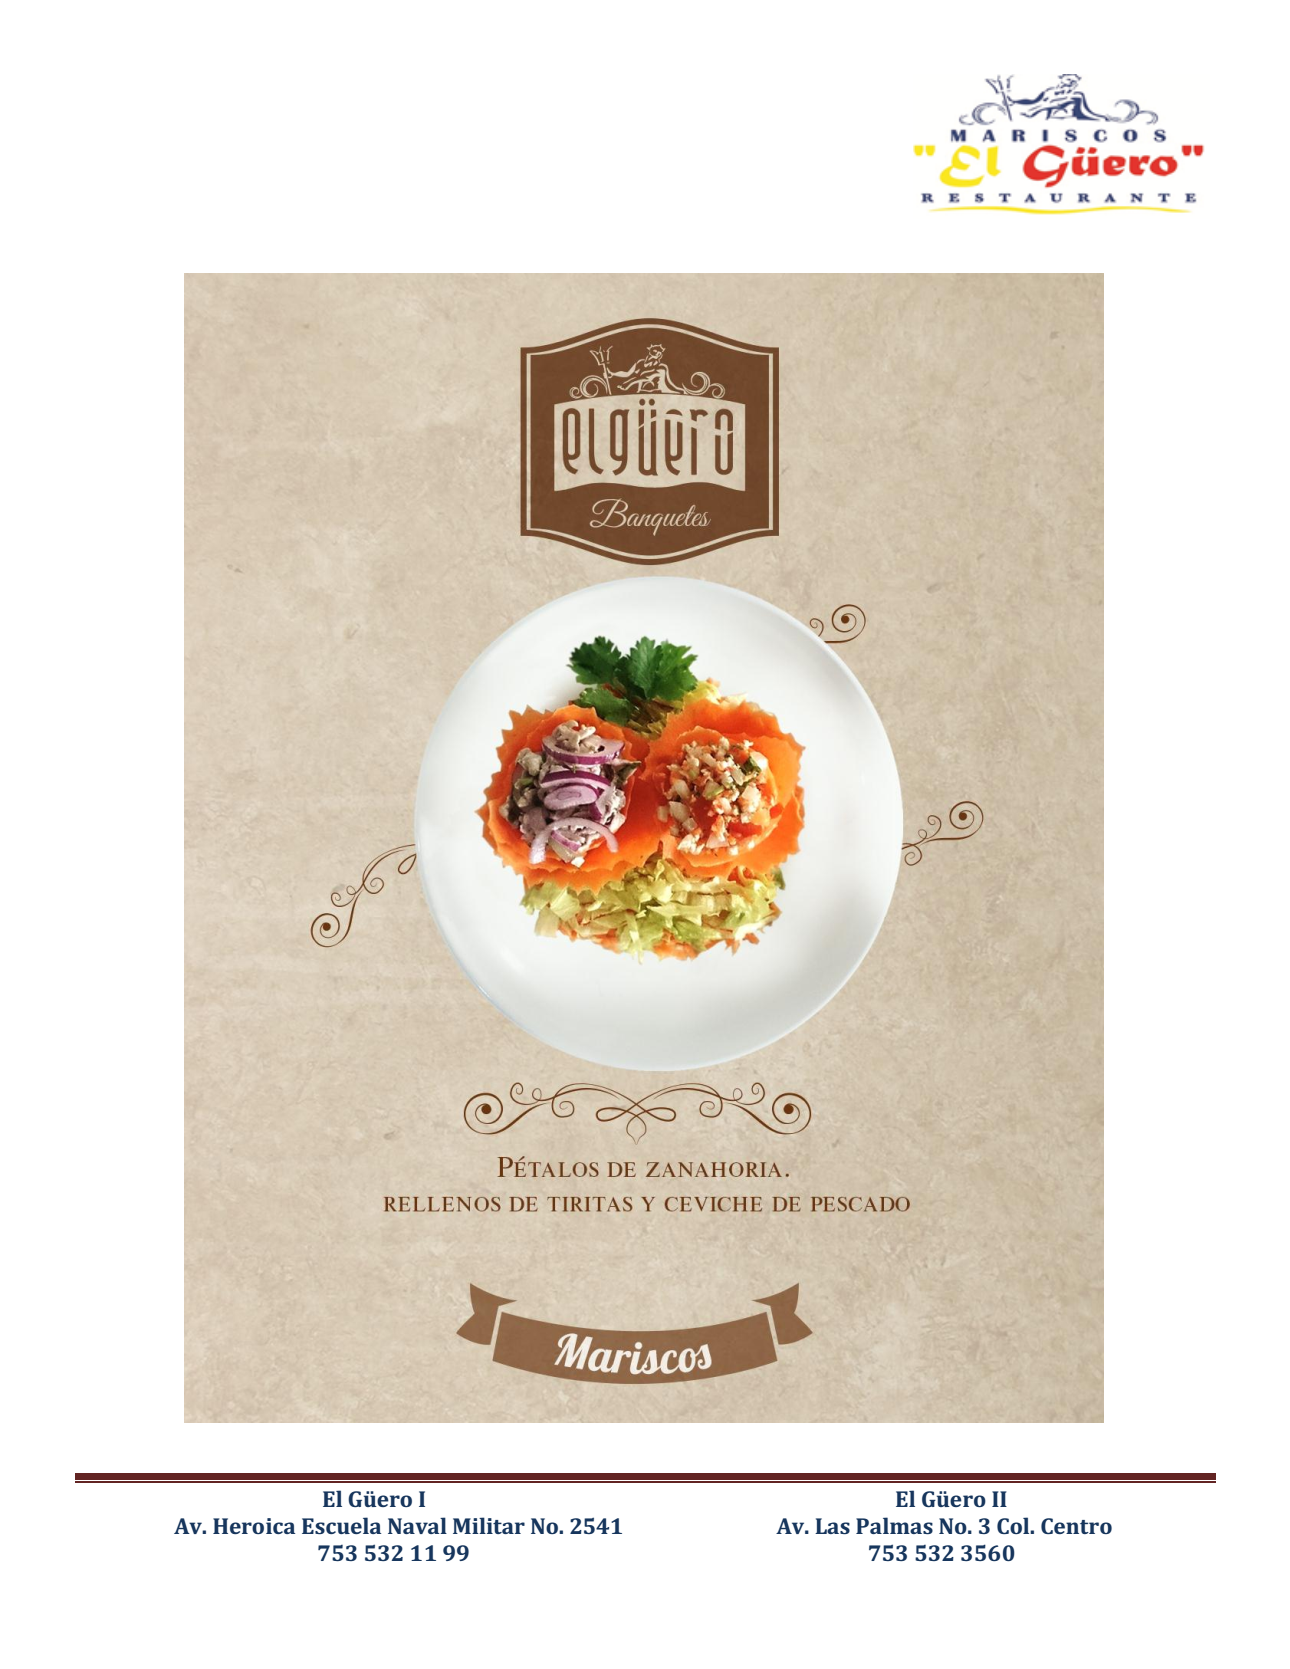 MARISCOS
"El Güero"
RESTAURANTE
elgüero
Banquetes
PÉTALOS DE ZANAHORIA.
RELLENOS DE TIRITAS Y CEVICHE DE PESCADO
Mariscos
El Güero I
Av. Heroica Escuela Naval Militar No. 2541
753 532 11 99
El Güero II
Av. Las Palmas No. 3 Col. Centro
753 532 3560